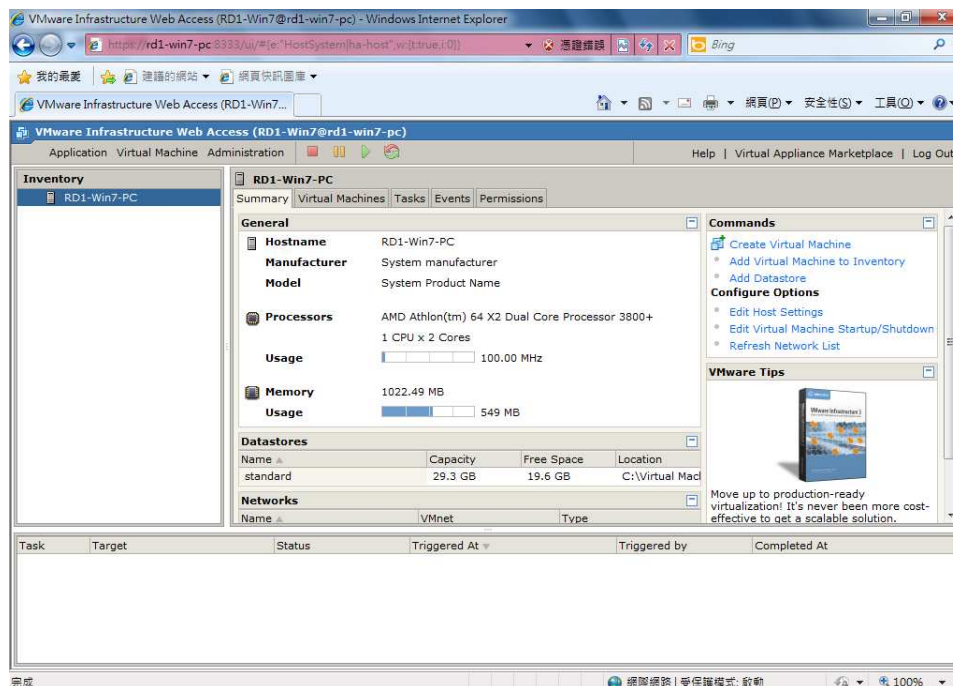 VMware Infrastructure Web Access (RD1-Win7@rd1-win7-pc) - Windows Internet Explorer
https://rd1-win7-pc:8333/ui/#{e:"HostSystem|ha-host",w:{t:true,i:0}} 憑證錯誤 Bing
我的最愛 建議的網站 網頁快訊圖庫
VMware Infrastructure Web Access (RD1-Win7... 網頁(P) 安全性(S) 工具(O)
VMware Infrastructure Web Access (RD1-Win7@rd1-win7-pc)
Application Virtual Machine Administration Help | Virtual Appliance Marketplace | Log Out
Inventory
RD1-Win7-PC
RD1-Win7-PC
Summary Virtual Machines Tasks Events Permissions
General
Hostname RD1-Win7-PC
Manufacturer System manufacturer
Model System Product Name
Processors AMD Athlon(tm) 64 X2 Dual Core Processor 3800+
1 CPU x 2 Cores
Usage 100.00 MHz
Memory 1022.49 MB
Usage 549 MB
Datastores
Name Capacity Free Space Location
standard 29.3 GB 19.6 GB C:\Virtual Macl
Networks
Name VMnet Type
Commands
Create Virtual Machine
Add Virtual Machine to Inventory
Add Datastore
Configure Options
Edit Host Settings
Edit Virtual Machine Startup/Shutdown
Refresh Network List
VMware Tips
VMware Infrastructure 3
Move up to production-ready
virtualization! It's never been more cost-
effective to get a scalable solution.
Task Target Status Triggered At Triggered by Completed At
完成 網際網路 | 受保護模式: 啟動 100%